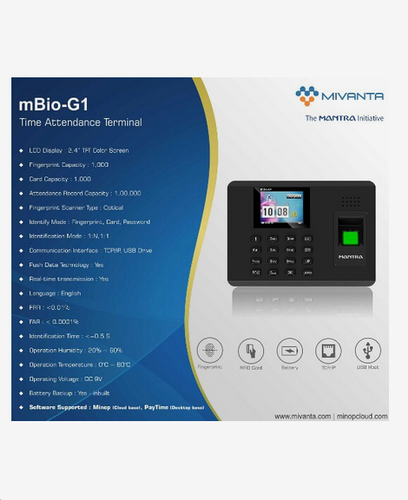 mBio-G1
Time Attendance Terminal
LCD Display : 2.4" TFT Color Screen
Fingerprint Capacity : 1,000
Card Capacity : 1,000
Attendance Record Capacity : 1,00,000
Fingerprint Scanner Type : Optical
Identify Mode : Fingerprint, Card, Password
Identification Mode : 1:N,1:1
Communication Interface : TCP/IP, USB Drive
Push Data Technology : Yes
Real-time transmission : Yes
Language : English
FRR : <0.01%
FAR : < 0.0001%
Identification Time : <=0.5 S
Operation Humidity : 20% – 80%
Operation Temperature : 0°C – 60°C
Operating Voltage : DC 9V
Battery Backup : Yes - Inbuilt
Software Supported : Minop (Cloud base), PayTime (Desktop base)
MIVANTA
The MANTRA Initiative
10:08
MANTRA
Fingerprint
RFID Card
Battery
TCP/IP
USB Host
www.mivanta.com | minopcloud.com